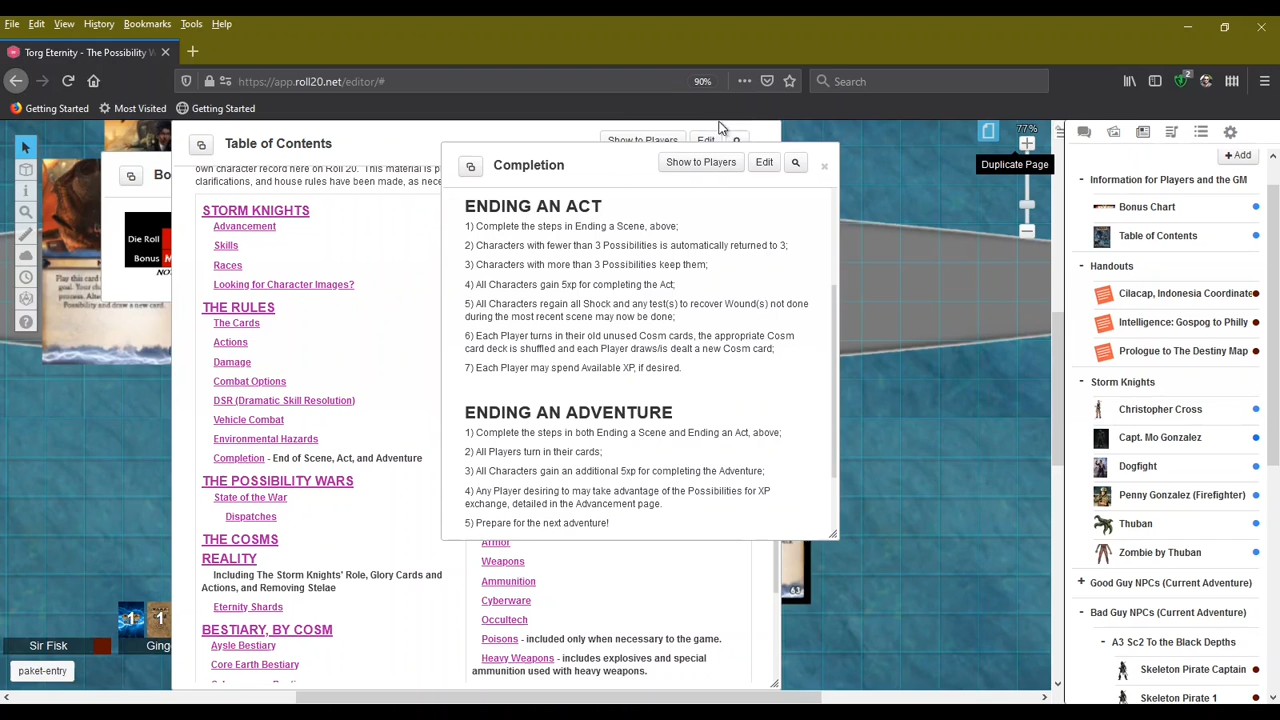 File Edit View History Bookmarks Tools Help
Torg Eternity - The Possibility W
https://app.roll20.net/editor/#
90%
Search
Getting Started
Most Visited
Getting Started
Table of Contents
Show to Players
Edit
own character record here on Roll 20. This material is p
clarifications, and house rules have been made, as nece
STORM KNIGHTS
Advancement
Skills
Races
Looking for Character Images?
THE RULES
The Cards
Actions
Damage
Combat Options
DSR (Dramatic Skill Resolution)
Vehicle Combat
Environmental Hazards
Completion - End of Scene, Act, and Adventure
THE POSSIBILITY WARS
State of the War
Dispatches
THE COSMS
REALITY
Including The Storm Knights' Role, Glory Cards and
Actions, and Removing Stelae
Eternity Shards
BESTIARY, BY COSM
Aysle Bestiary
Core Earth Bestiary
Armor
Weapons
Ammunition
Cyberware
Occultech
Poisons - included only when necessary to the game.
Heavy Weapons - includes explosives and special
ammunition used with heavy weapons.
Completion
Show to Players
Edit
ENDING AN ACT
1) Complete the steps in Ending a Scene, above;
2) Characters with fewer than 3 Possibilities is automatically returned to 3;
3) Characters with more than 3 Possibilities keep them;
4) All Characters gain 5xp for completing the Act;
5) All Characters regain all Shock and any test(s) to recover Wound(s) not done
during the most recent scene may now be done;
6) Each Player turns in their old unused Cosm cards, the appropriate Cosm
card deck is shuffled and each Player draws/is dealt a new Cosm card;
7) Each Player may spend Available XP, if desired.
ENDING AN ADVENTURE
1) Complete the steps in both Ending a Scene and Ending an Act, above;
2) All Players turn in their cards;
3) All Characters gain an additional 5xp for completing the Adventure;
4) Any Player desiring to may take advantage of the Possibilities for XP
exchange, detailed in the Advancement page.
5) Prepare for the next adventure!
Bo
Die Roll
Bonus M
Play this card
Possibility and draw a new
1
1
63
Sir Fisk
Ging
paket-entry
77%
Duplicate Page
+ Add
2
Information for Players and the GM
Bonus Chart
Table of Contents
Handouts
Cilacap, Indonesia Coordinate
Intelligence: Gospog to Philly
Prologue to The Destiny Map
Storm Knights
Christopher Cross
Capt. Mo Gonzalez
Dogfight
Penny Gonzalez (Firefighter)
Thuban
Zombie by Thuban
Good Guy NPCs (Current Adventure)
Bad Guy NPCs (Current Adventure)
A3 Sc2 To the Black Depths
Skeleton Pirate Captain
Skeleton Pirate 1